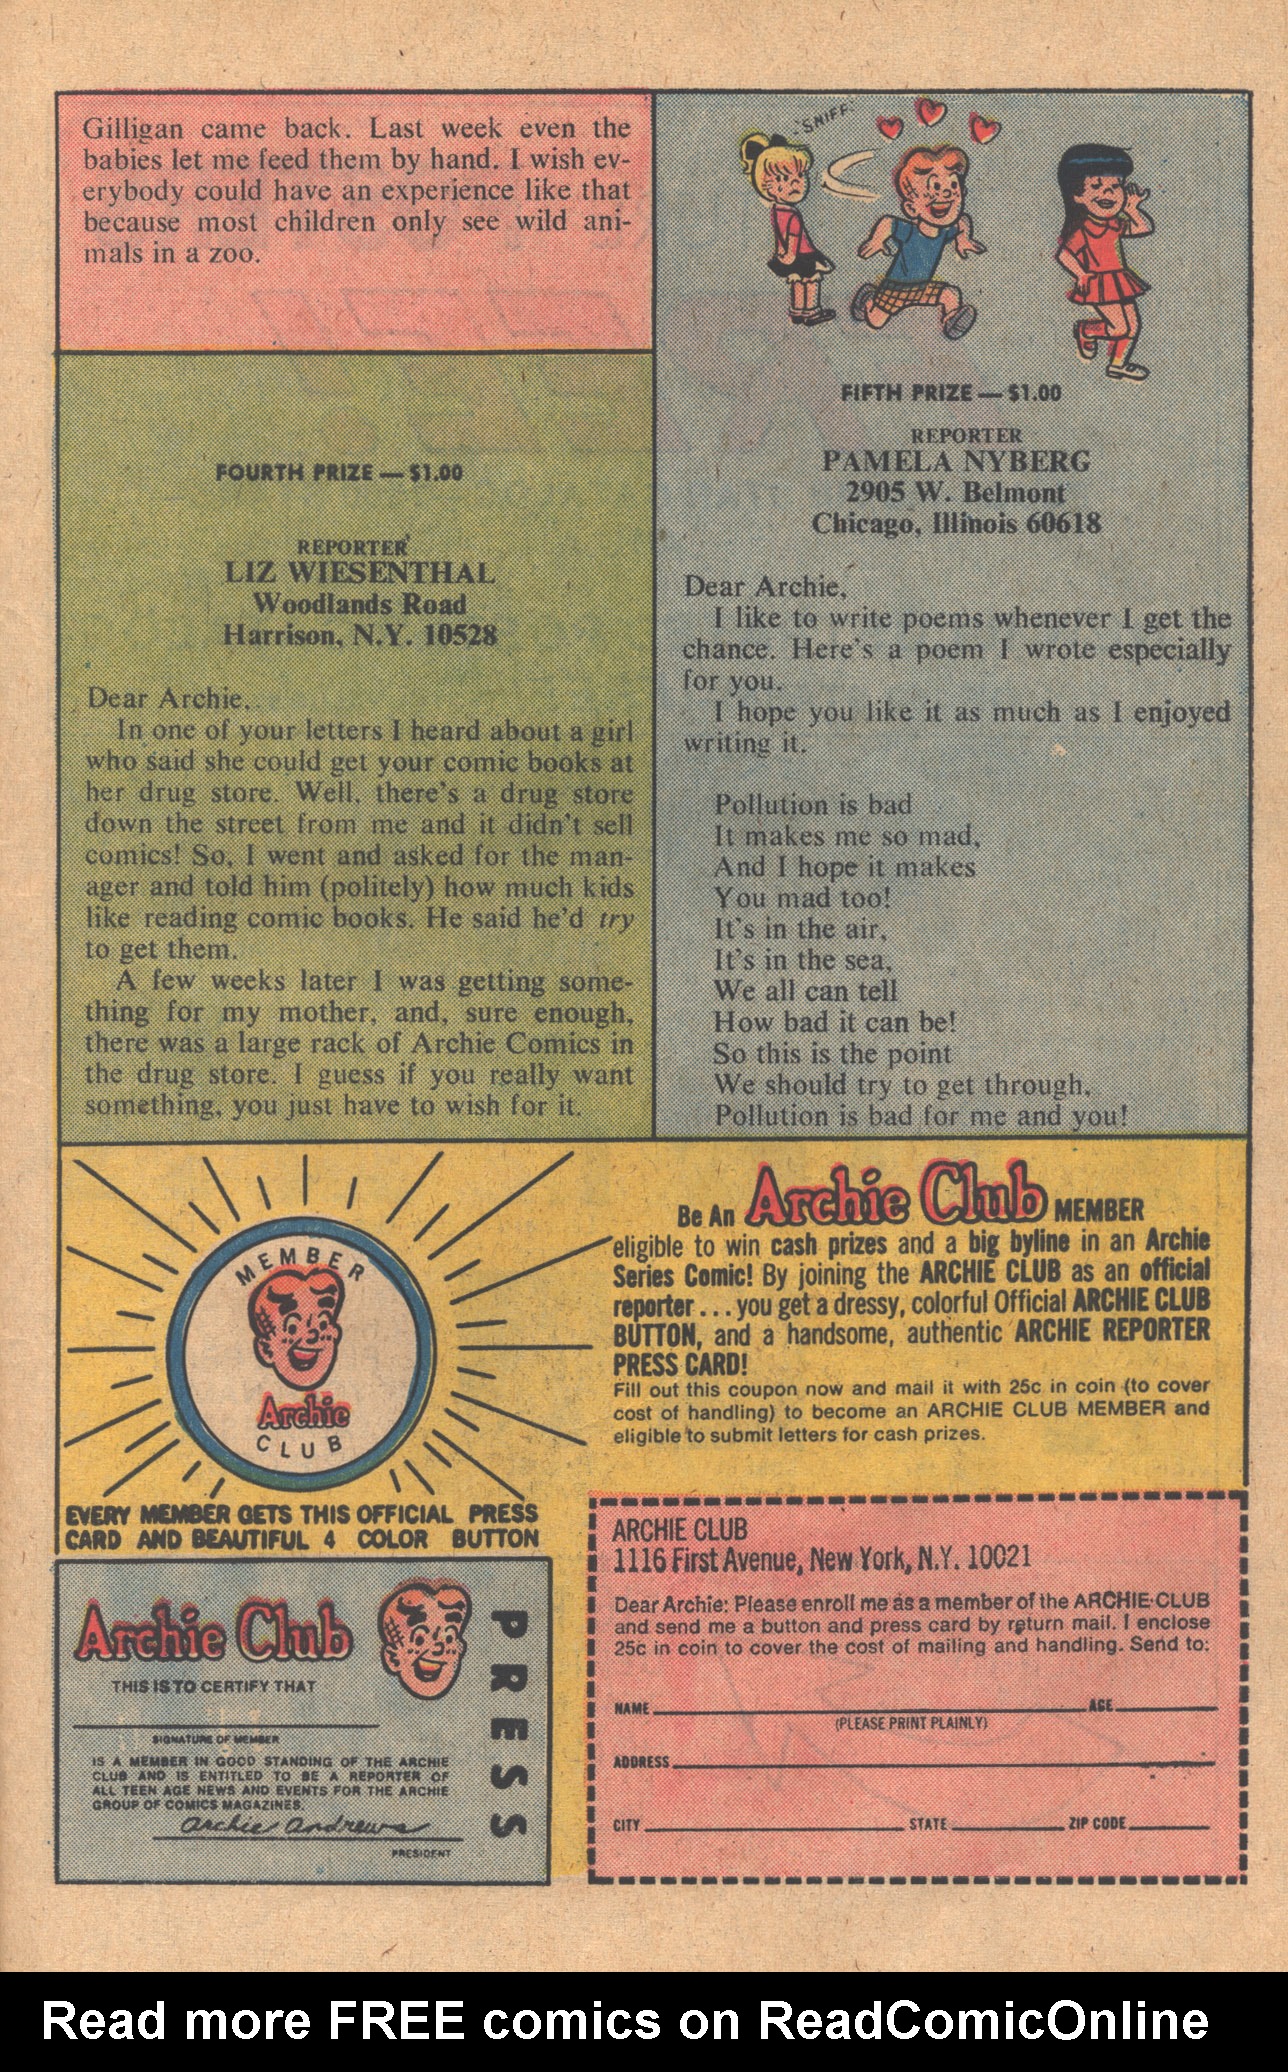 Gilligan came back. Last week even the
babies let me feed them by hand. I wish ev-
erybody could have an experience like that
because most children only see wild ani-
mals in a zoo.
FOURTH PRIZE — $1.00
REPORTER
LIZ WIESENTHAL
Woodlands Road
Harrison, N.Y. 10528
Dear Archie,
In one of your letters I heard about a girl
who said she could get your comic books at
her drug store. Well, there's a drug store
down the street from me and it didn't sell
comics! So, I went and asked for the man-
ager and told him (politely) how much kids
like reading comic books. He said he'd try
to get them.
A few weeks later I was getting some-
thing for my mother, and, sure enough,
there was a large rack of Archie Comics in
the drug store. I guess if you really want
something, you just have to wish for it.
-SNIFF-
FIFTH PRIZE — $1.00
REPORTER
PAMELA NYBERG
2905 W. Belmont
Chicago, Illinois 60618
Dear Archie,
I like to write poems whenever I get the
chance. Here's a poem I wrote especially
for you.
I hope you like it as much as I enjoyed
writing it.
Pollution is bad
It makes me so mad,
And I hope it makes
You mad too!
It's in the air,
It's in the sea,
We all can tell
How bad it can be!
So this is the point
We should try to get through,
Pollution is bad for me and you!
MEMBER
Archie
CLUB
EVERY MEMBER GETS THIS OFFICIAL PRESS
CARD AND BEAUTIFUL 4 COLOR BUTTON
Be An Archie Club MEMBER
eligible to win cash prizes and a big byline in an Archie
Series Comic! By joining the ARCHIE CLUB as an official
reporter ... you get a dressy, colorful Official ARCHIE CLUB
BUTTON, and a handsome, authentic ARCHIE REPORTER
PRESS CARD!
Fill out this coupon now and mail it with 25c in coin (to cover
cost of handling) to become an ARCHIE CLUB MEMBER and
eligible to submit letters for cash prizes.
Archie Club
PRESS
THIS IS TO CERTIFY THAT
SIGNATURE OF MEMBER
IS A MEMBER IN GOOD STANDING OF THE ARCHIE
CLUB AND IS ENTITLED TO BE A REPORTER OF
ALL TEEN AGE NEWS AND EVENTS FOR THE ARCHIE
GROUP OF COMICS MAGAZINES.
Archie Andrews
PRESIDENT
ARCHIE CLUB
1116 First Avenue, New York, N.Y. 10021
Dear Archie: Please enroll me as a member of the ARCHIE CLUB
and send me a button and press card by return mail. I enclose
25c in coin to cover the cost of mailing and handling. Send to:
NAME AGE
(PLEASE PRINT PLAINLY)
ADDRESS
CITY STATE ZIP CODE
Read more FREE comics on ReadComicOnline